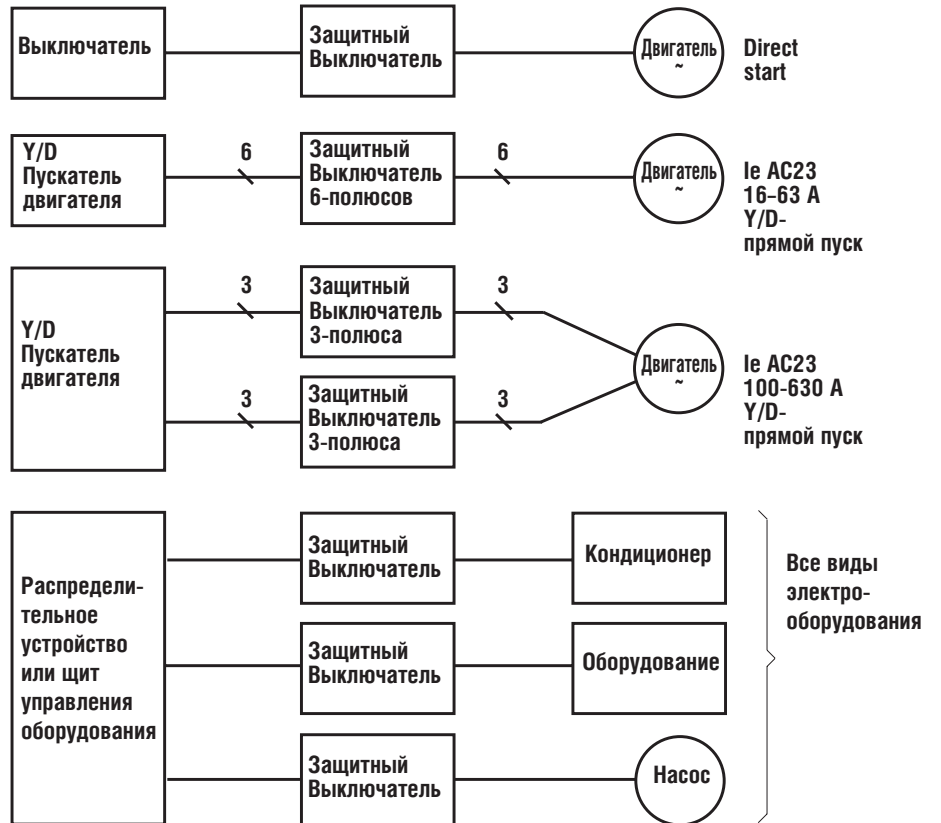 Выключатель
Защитный
Выключатель
Двигатель
~
Direct
start
Y/D
Пускатель
двигателя
6
Защитный
Выключатель
6-полюсов
6
Двигатель
~
Ie AC23
16–63 A
Y/D-
прямой пуск
Y/D
Пускатель
двигателя
3
Защитный
Выключатель
3-полюса
3
3
Защитный
Выключатель
3-полюса
3
Двигатель
~
Ie AC23
100-630 A
Y/D-
прямой пуск
Распредели-
тельное
устройство
или щит
управления
оборудования
Защитный
Выключатель
Кондиционер
Защитный
Выключатель
Оборудование
Защитный
Выключатель
Насос
Все виды
электро-
оборудования